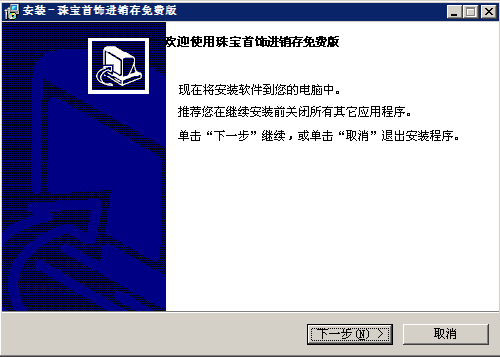 安装－珠宝首饰进销存免费版
欢迎使用珠宝首饰进销存免费版
现在将安装软件到您的电脑中。
推荐您在继续安装前关闭所有其它应用程序。
单击“下一步”继续，或单击“取消”退出安装程序。
下一步(N) >
取消